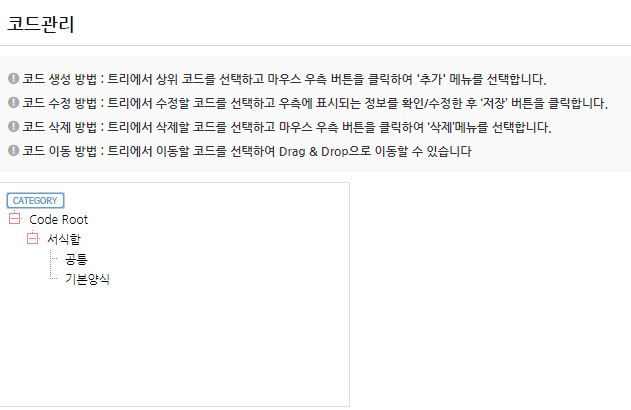 코드관리
코드 생성 방법 : 트리에서 상위 코드를 선택하고 마우스 우측 버튼을 클릭하여 '추가' 메뉴를 선택합니다.
코드 수정 방법 : 트리에서 수정할 코드를 선택하고 우측에 표시되는 정보를 확인/수정한 후 '저장' 버튼을 클릭합니다.
코드 삭제 방법 : 트리에서 삭제할 코드를 선택하고 마우스 우측 버튼을 클릭하여 '삭제'메뉴를 선택합니다.
코드 이동 방법 : 트리에서 이동할 코드를 선택하여 Drag & Drop으로 이동할 수 있습니다
CATEGORY
Code Root
서식함
공통
기본양식